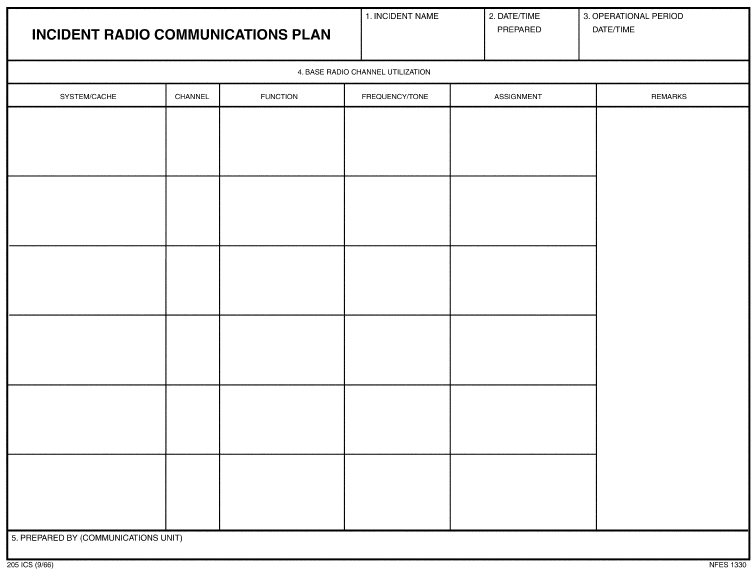 INCIDENT RADIO COMMUNICATIONS PLAN
1. INCIDENT NAME
2. DATE/TIME
PREPARED
3. OPERATIONAL PERIOD
DATE/TIME
4. BASE RADIO CHANNEL UTILIZATION
SYSTEM/CACHE CHANNEL FUNCTION FREQUENCY/TONE ASSIGNMENT REMARKS
5. PREPARED BY (COMMUNICATIONS UNIT)
205 ICS (9/66) NFES 1330